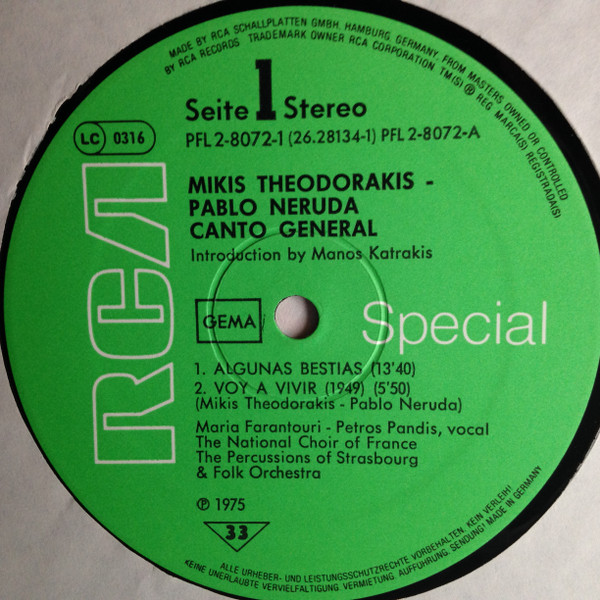 MADE BY RCA SCHALLPLATTEN GMBH, HAMBURG, GERMANY, FROM MASTERS OWNED OR CONTROLLED
BY RCA RECORDS TRADEMARK OWNER RCA CORPORATION. TM(S) ® REG. MARCA(S) REGISTRADA(S)
Seite 1 Stereo
LC 0316
PFL 2-8072-1 (26.28134-1) PFL 2-8072-A
RCA
MIKIS THEODORAKIS -
PABLO NERUDA
CANTO GENERAL
Introduction by Manos Katrakis
GEMA
Special
1. ALGUNAS BESTIAS (13'40)
2. VOY A VIVIR (1949) (5'50)
(Mikis Theodorakis - Pablo Neruda)
Maria Farantouri - Petros Pandis, vocal
The National Choir of France
The Percussions of Strasbourg
& Folk Orchestra
℗ 1975
33
ALLE URHEBER- UND LEISTUNGSSCHUTZRECHTE VORBEHALTEN. KEIN VERLEIH!
KEINE UNERLAUBTE VERVIELFÄLTIGUNG, VERMIETUNG, AUFFÜHRUNG, SENDUNG! MADE IN GERMANY